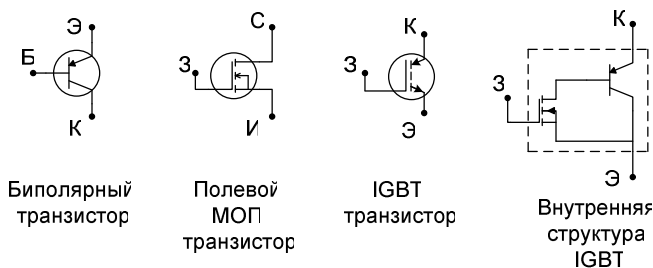 Э
Б
К
Биполярный
транзистор
С
З
И
Полевой
МОП
транзистор
К
З
Э
IGBT
транзистор
К
З
Э
Внутренняя
структура
IGBT